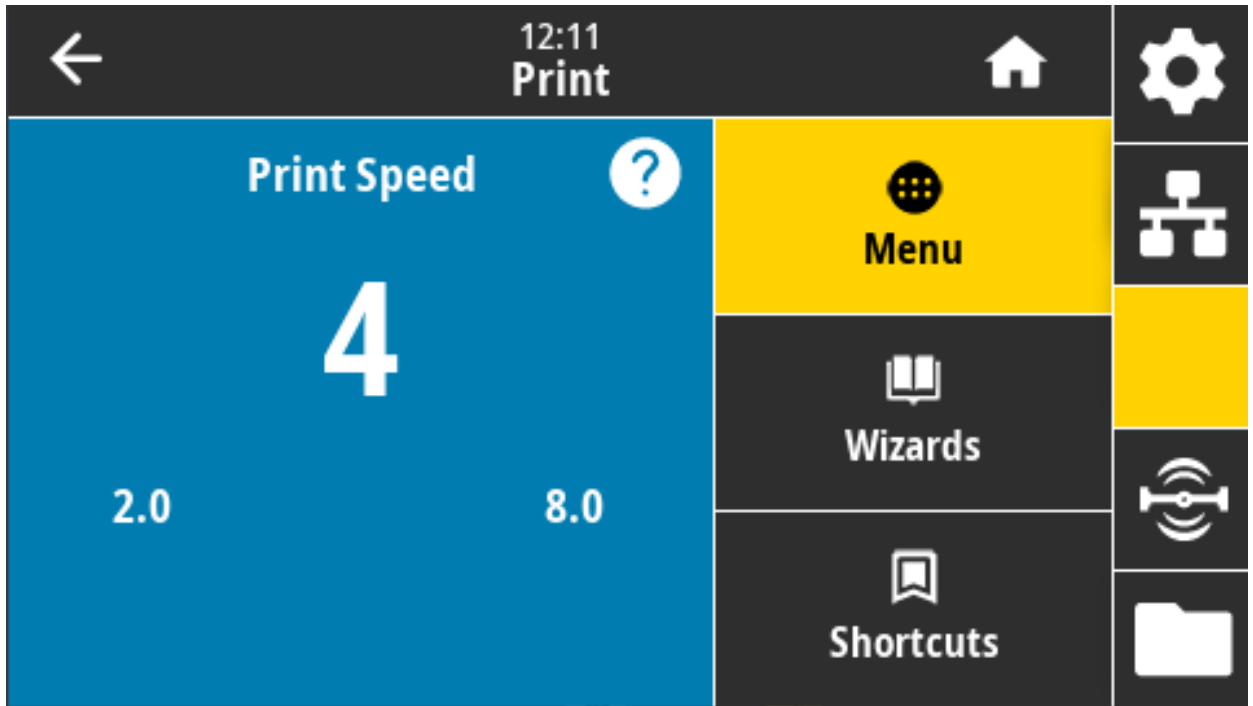 12:11
Print
Print Speed
?
4
2.0
8.0
Menu
Wizards
Shortcuts